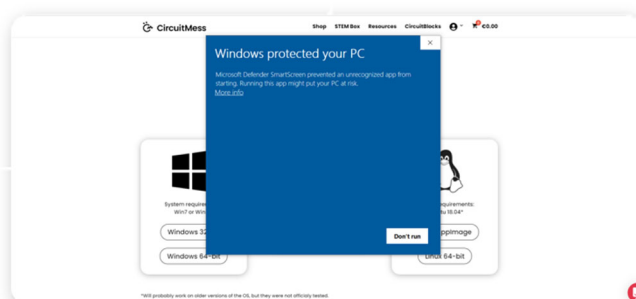 CircuitMess
Shop STEM Box Resources CircuitBlocks €0.00
Windows protected your PC
Microsoft Defender SmartScreen prevented an unrecognized app from
starting. Running this app might put your PC at risk.
More info
System require
Win7 or Win
Windows 32
Windows 64-bit
Don't run
equirements:
tu 16.04*
ppImage
Linux 64-bit
*Will probably work on older versions of the OS, but they were not officially tested.